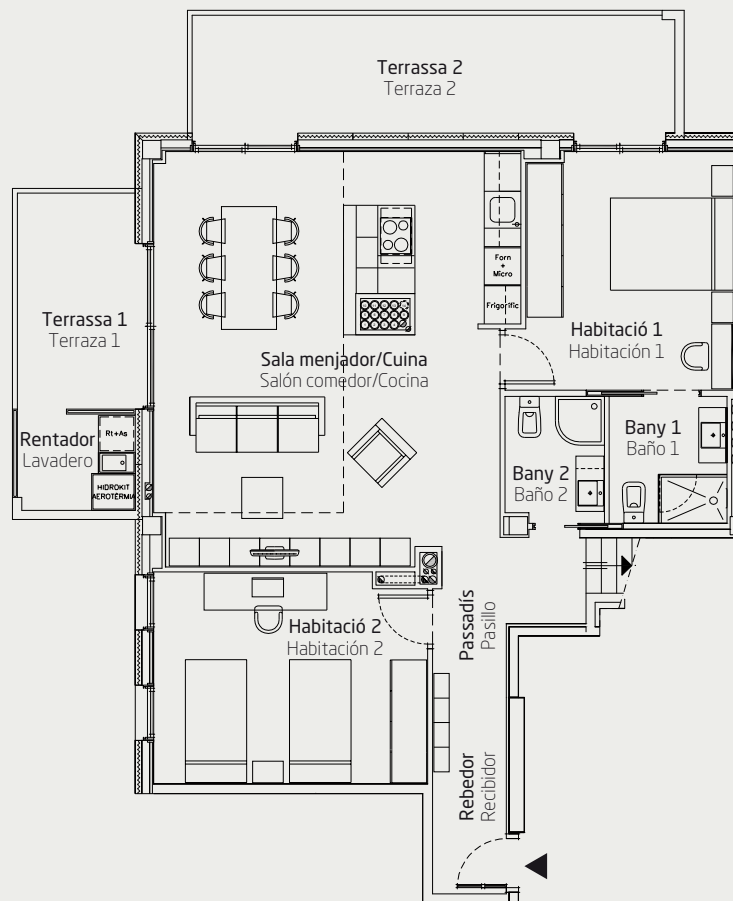 Terrassa 2
Terraza 2
Forn
+
Micro
Frigorífic
Terrassa 1
Terraza 1
Habitació 1
Habitación 1
Sala menjador/Cuina
Salón comedor/Cocina
Rt+As
Rentador
Lavadero
HIDROKIT
AEROTÈRMIA
Bany 1
Baño 1
Bany 2
Baño 2
Habitació 2
Habitación 2
Passadís
Pasillo
Rebedor
Recibidor